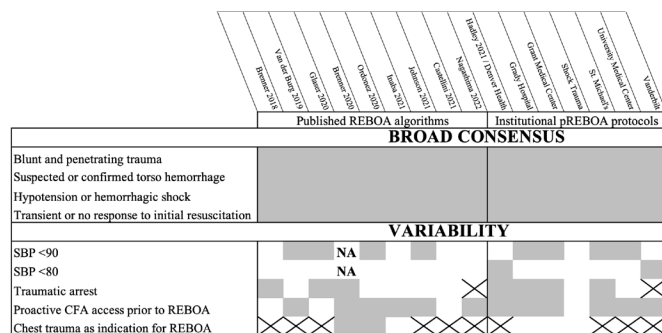 Brenner 2018
Van der Burg 2019
Glaser 2020
Brenner 2020
Ordonez 2020
Inaba 2021
Johnson 2021
Castellini 2021
Nagashima 2022
Hadley 2021 / Denver Health
Grady Hospital
Grant Medical Center
Shock Trauma
St. Michael's
University Medical Center
Vanderbilt
Published REBOA algorithms
Institutional pREBOA protocols
BROAD CONSENSUS
Blunt and penetrating trauma
Suspected or confirmed torso hemorrhage
Hypotension or hemorrhagic shock
Transient or no response to initial resuscitation
VARIABILITY
SBP <90 NA
SBP <80 NA
Traumatic arrest
Proactive CFA access prior to REBOA
Chest trauma as indication for REBOA